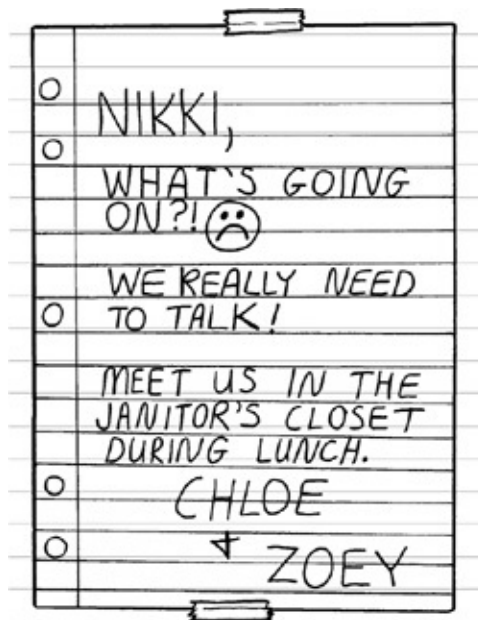 NIKKI,
WHAT'S GOING
ON?!
WE REALLY NEED
TO TALK!
MEET US IN THE
JANITOR'S CLOSET
DURING LUNCH.
CHLOE
+
ZOEY